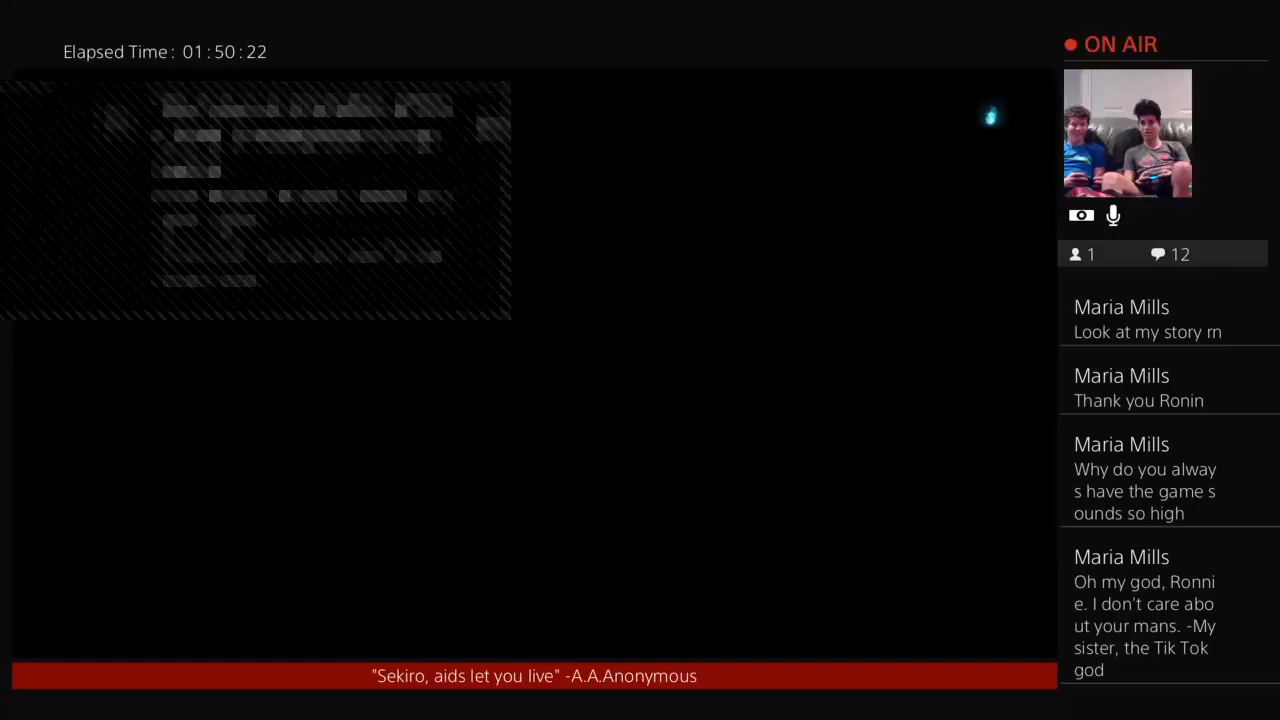 Elapsed Time: 01:50:22
ON AIR
1 12
Maria Mills
Look at my story rn
Maria Mills
Thank you Ronin
Maria Mills
Why do you alway
s have the game s
ounds so high
Maria Mills
Oh my god, Ronni
e. I don't care abo
ut your mans. -My
sister, the Tik Tok
god
"Sekiro, aids let you live" -A.A.Anonymous